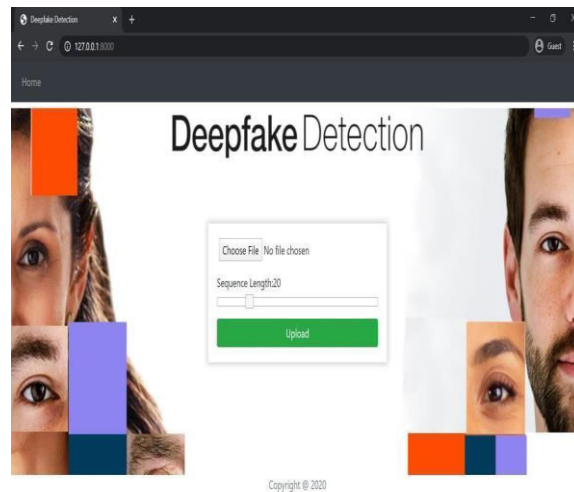 Deepfake Detection
127.0.0.1:8000
Guest
Home
Deepfake Detection
Choose File No file chosen
Sequence Length:20
Upload
Copyright @ 2020